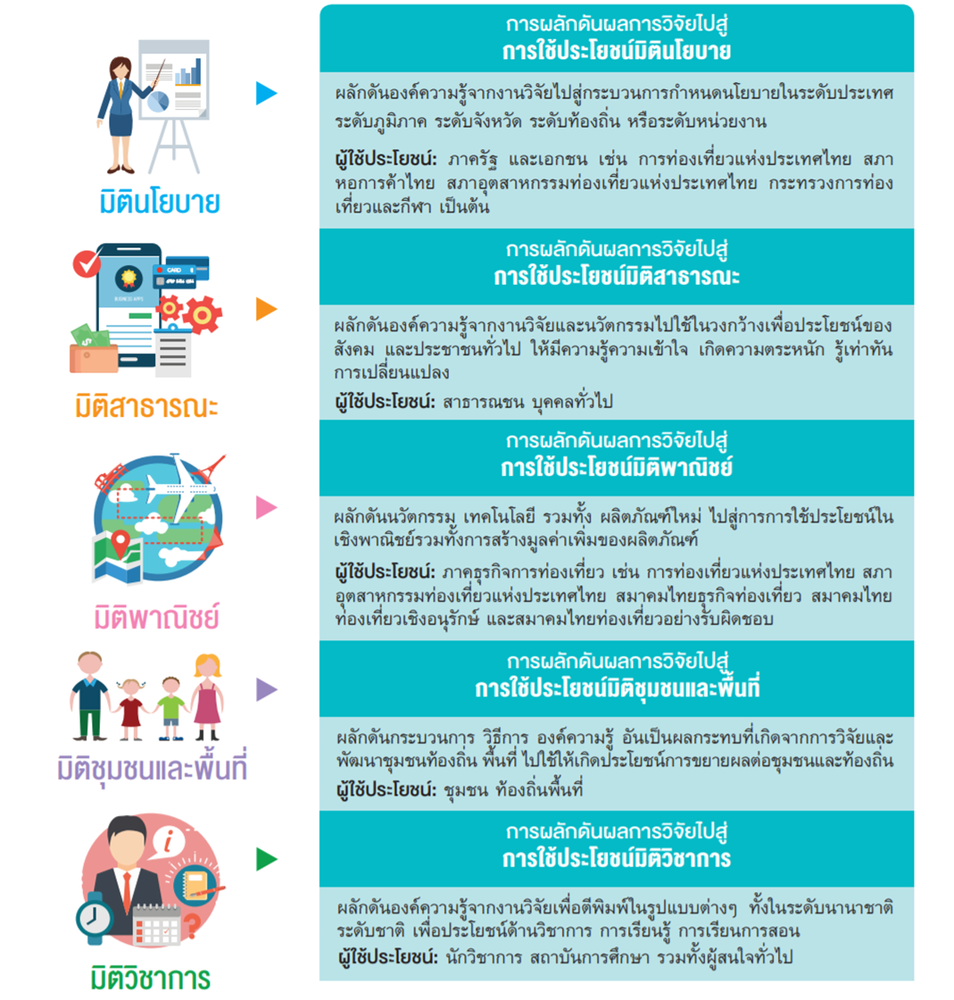 การผลักดันผลการวิจัยไปสู่
การใช้ประโยชน์มิตินโยบาย
ผลักดันองค์ความรู้จากงานวิจัยไปสู่กระบวนการกำหนดนโยบายในระดับประเทศ
ระดับภูมิภาค ระดับจังหวัด ระดับท้องถิ่น หรือระดับหน่วยงาน
ผู้ใช้ประโยชน์: ภาครัฐ และเอกชน เช่น การท่องเที่ยวแห่งประเทศไทย สภา
หอการค้าไทย สภาอุตสาหกรรมท่องเที่ยวแห่งประเทศไทย กระทรวงการท่อง
เที่ยวและกีฬา เป็นต้น
มิตินโยบาย
การผลักดันผลการวิจัยไปสู่
การใช้ประโยชน์มิติสาธารณะ
CARD
BUSINESS APPS
ผลักดันองค์ความรู้จากงานวิจัยและนวัตกรรมไปใช้ในวงกว้างเพื่อประโยชน์ของ
สังคม และประชาชนทั่วไป ให้มีความรู้ความเข้าใจ เกิดความตระหนัก รู้เท่าทัน
การเปลี่ยนแปลง
ผู้ใช้ประโยชน์: สาธารณชน บุคคลทั่วไป
มิติสาธารณะ
การผลักดันผลการวิจัยไปสู่
การใช้ประโยชน์มิติพาณิชย์
ผลักดันนวัตกรรม เทคโนโลยี รวมทั้ง ผลิตภัณฑ์ใหม่ ไปสู่การการใช้ประโยชน์ใน
เชิงพาณิชย์รวมทั้งการสร้างมูลค่าเพิ่มของผลิตภัณฑ์
ผู้ใช้ประโยชน์: ภาคธุรกิจการท่องเที่ยว เช่น การท่องเที่ยวแห่งประเทศไทย สภา
อุตสาหกรรมท่องเที่ยวแห่งประเทศไทย สมาคมไทยธุรกิจท่องเที่ยว สมาคมไทย
ท่องเที่ยวเชิงอนุรักษ์ และสมาคมไทยท่องเที่ยวอย่างรับผิดชอบ
มิติพาณิชย์
การผลักดันผลการวิจัยไปสู่
การใช้ประโยชน์มิติชุมชนและพื้นที่
ผลักดันกระบวนการ วิธีการ องค์ความรู้ อันเป็นผลกระทบที่เกิดจากการวิจัยและ
พัฒนาชุมชนท้องถิ่น พื้นที่ ไปใช้ให้เกิดประโยชน์การขยายผลต่อชุมชนและท้องถิ่น
ผู้ใช้ประโยชน์: ชุมชน ท้องถิ่นพื้นที่
มิติชุมชนและพื้นที่
การผลักดันผลการวิจัยไปสู่
การใช้ประโยชน์มิติวิชาการ
ผลักดันองค์ความรู้จากงานวิจัยเพื่อตีพิมพ์ในรูปแบบต่างๆ ทั้งในระดับนานาชาติ
ระดับชาติ เพื่อประโยชน์ด้านวิชาการ การเรียนรู้ การเรียนการสอน
ผู้ใช้ประโยชน์: นักวิชาการ สถาบันการศึกษา รวมทั้งผู้สนใจทั่วไป
มิติวิชาการ